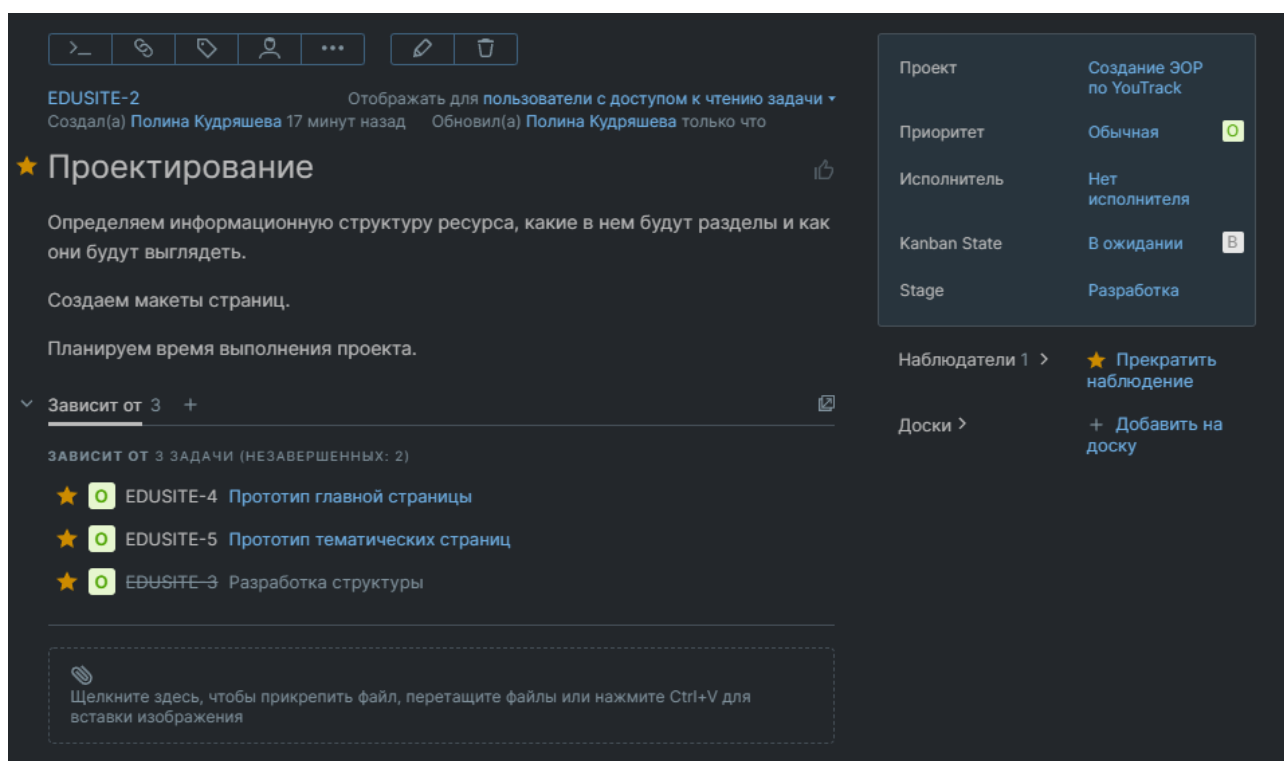 EDUSITE-2 Отображать для пользователи с доступом к чтению задачи
Создал(а) Полина Кудряшева 17 минут назад Обновил(а) Полина Кудряшева только что
Проектирование
Определяем информационную структуру ресурса, какие в нем будут разделы и как
они будут выглядеть.
Создаем макеты страниц.
Планируем время выполнения проекта.
Зависит от 3 +
ЗАВИСИТ ОТ 3 ЗАДАЧИ (НЕЗАВЕРШЕННЫХ: 2)
О EDUSITE-4 Прототип главной страницы
О EDUSITE-5 Прототип тематических страниц
О EDUSITE-3 Разработка структуры
Щелкните здесь, чтобы прикрепить файл, перетащите файлы или нажмите Ctrl+V для
вставки изображения
Проект Создание ЭОР
по YouTrack
Приоритет Обычная О
Исполнитель Нет
исполнителя
Kanban State В ожидании В
Stage Разработка
Наблюдатели 1 > Прекратить
наблюдение
Доски > + Добавить на
доску